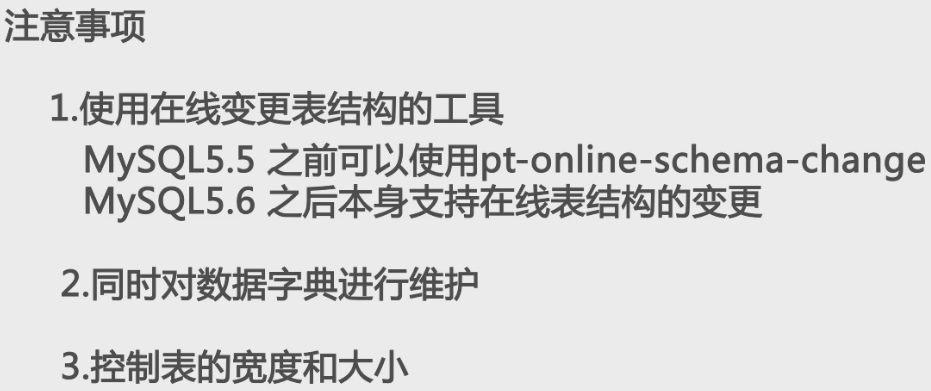 注意事项
1.使用在线变更表结构的工具
MySQL5.5 之前可以使用pt-online-schema-change
MySQL5.6 之后本身支持在线表结构的变更
2.同时对数据字典进行维护
3.控制表的宽度和大小